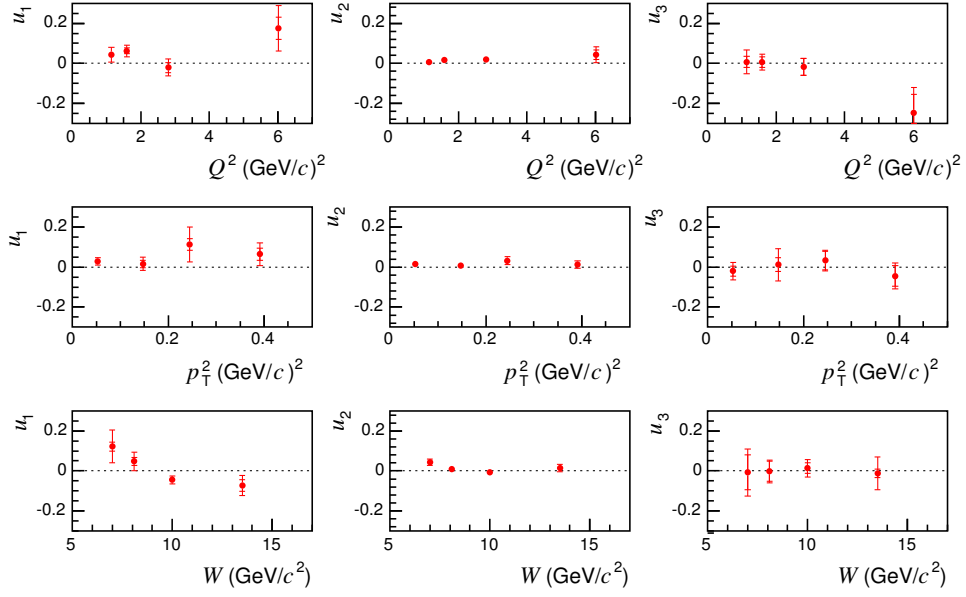 u₁ u₂ u₃
0.2 0.2 0.2
0 0 0
-0.2 -0.2 -0.2
0 2 4 6 0 2 4 6 0 2 4 6
Q² (GeV/c)² Q² (GeV/c)² Q² (GeV/c)²
u₁ u₂ u₃
0.2 0.2 0.2
0 0 0
-0.2 -0.2 -0.2
0 0.2 0.4 0 0.2 0.4 0 0.2 0.4
p_T² (GeV/c)² p_T² (GeV/c)² p_T² (GeV/c)²
u₁ u₂ u₃
0.2 0.2 0.2
0 0 0
-0.2 -0.2 -0.2
5 10 15 5 10 15 5 10 15
W (GeV/c²) W (GeV/c²) W (GeV/c²)